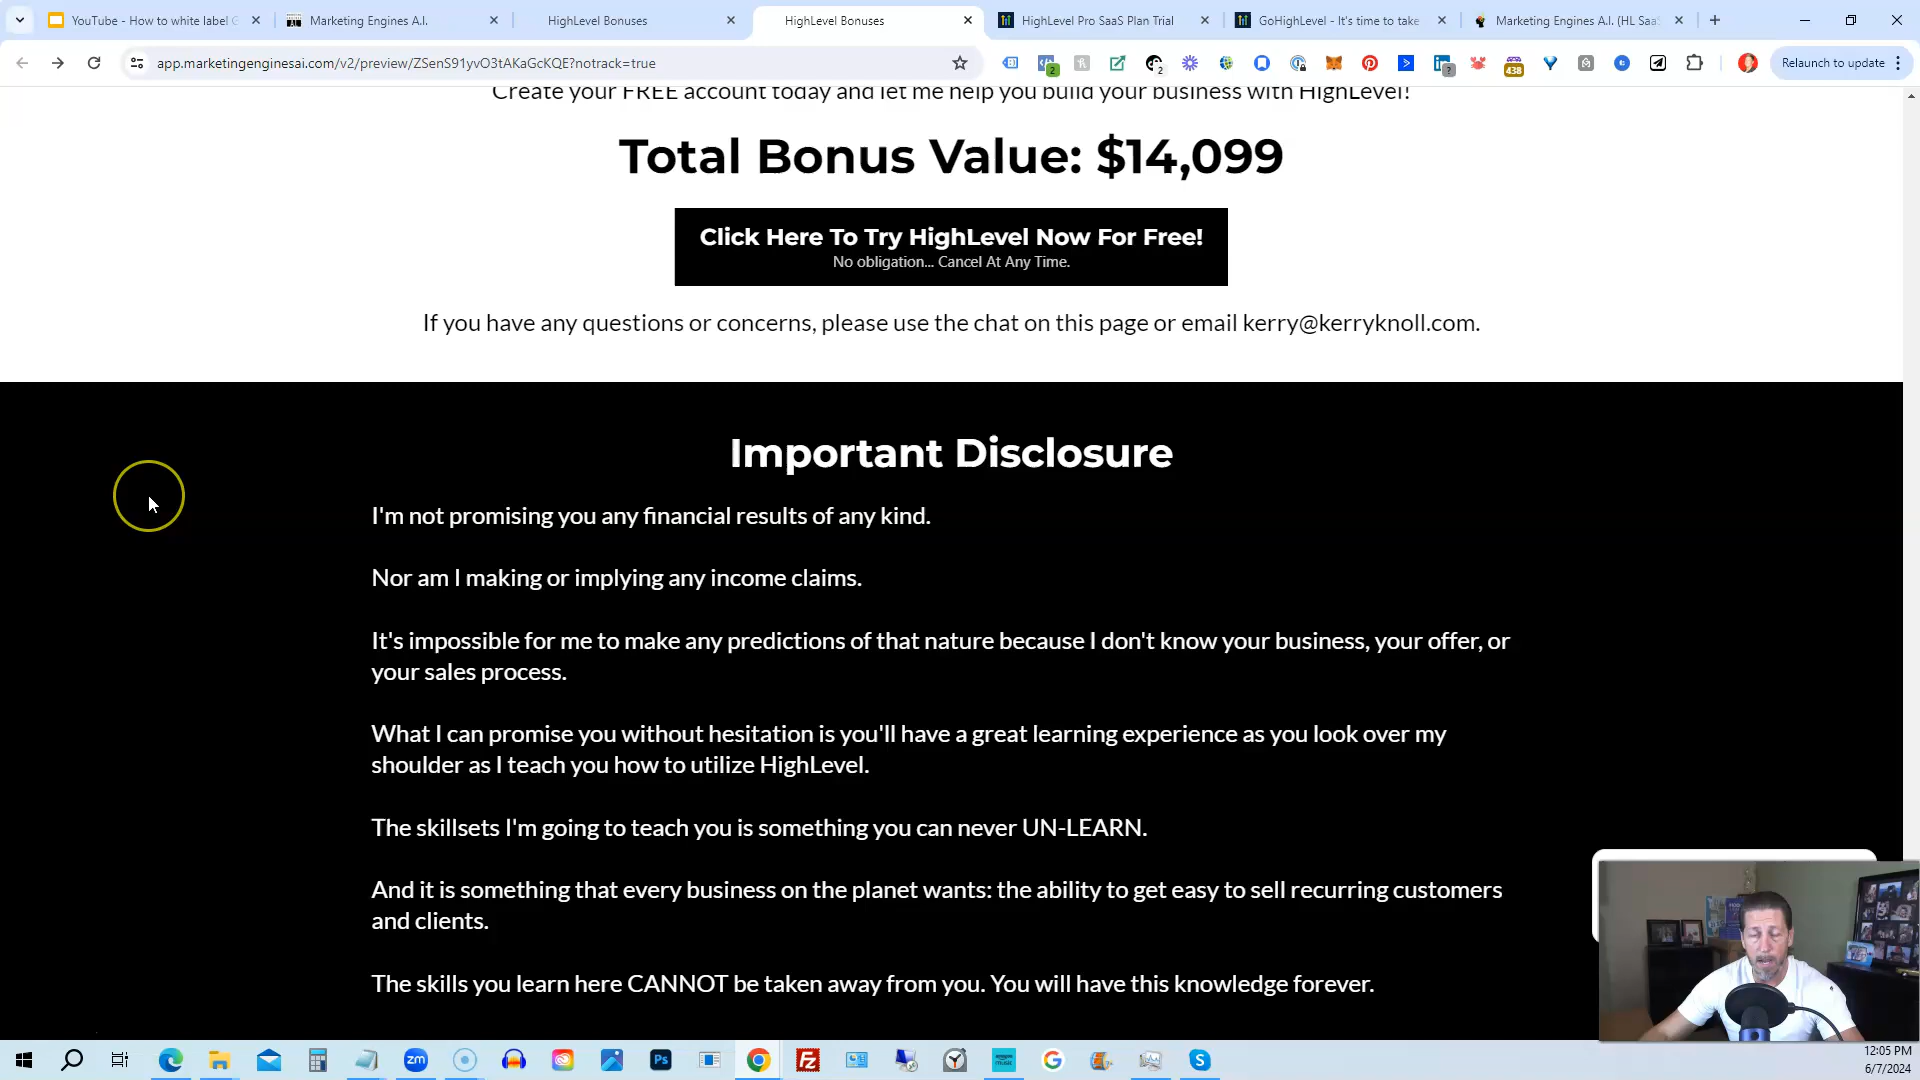 YouTube - How to white label G
Marketing Engines A.I.
HighLevel Bonuses
HighLevel Bonuses
HighLevel Pro SaaS Plan Trial
GoHighLevel - It's time to take
Marketing Engines A.I. (HL Saa
app.marketingenginesai.com/v2/preview/ZSenS91yvO3tAKaGcKQE?notrack=true
2
2
?
438
Relaunch to update
Create your FREE account today and let me help you build your business with HighLevel!
Total Bonus Value: $14,099
Click Here To Try HighLevel Now For Free!
No obligation... Cancel At Any Time.
If you have any questions or concerns, please use the chat on this page or email kerry@kerryknoll.com.
Important Disclosure
I'm not promising you any financial results of any kind.
Nor am I making or implying any income claims.
It's impossible for me to make any predictions of that nature because I don't know your business, your offer, or
your sales process.
What I can promise you without hesitation is you'll have a great learning experience as you look over my
shoulder as I teach you how to utilize HighLevel.
The skillsets I'm going to teach you is something you can never UN-LEARN.
And it is something that every business on the planet wants: the ability to get easy to sell recurring customers
and clients.
The skills you learn here CANNOT be taken away from you. You will have this knowledge forever.
zm
Ps
12:05 PM
6/7/2024